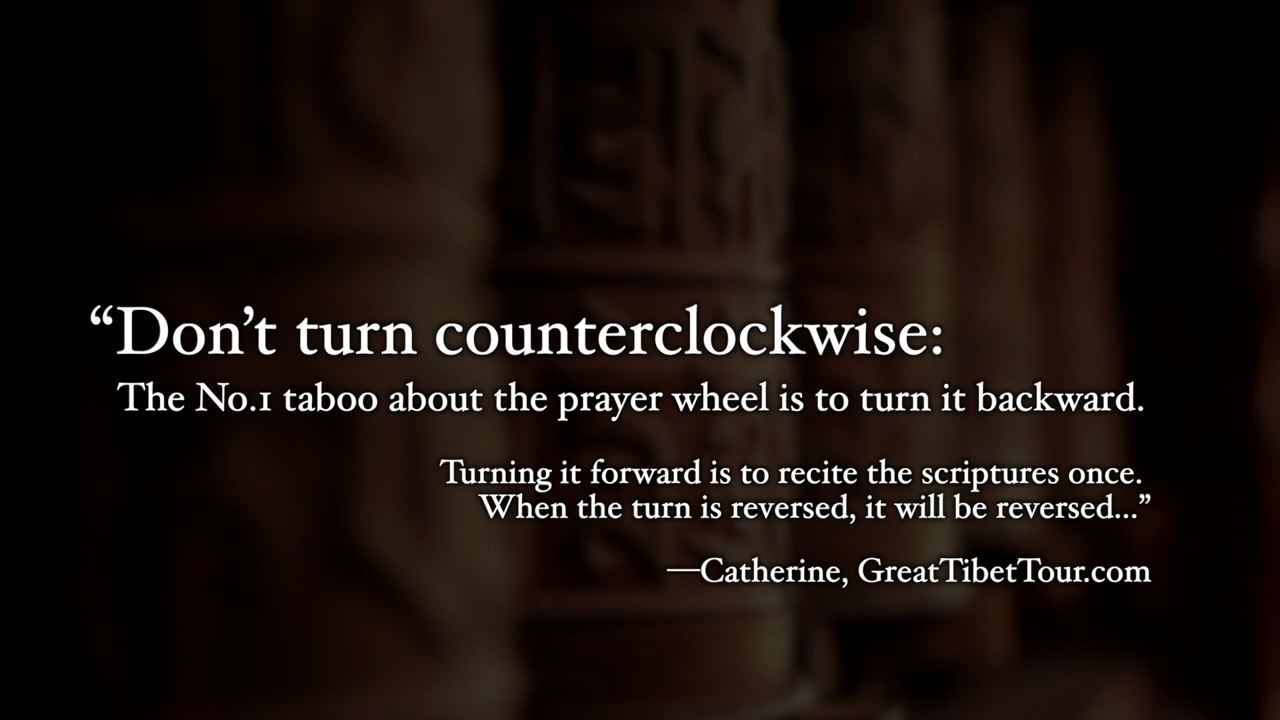 “Don’t turn counterclockwise:
The No.1 taboo about the prayer wheel is to turn it backward.
Turning it forward is to recite the scriptures once.
When the turn is reversed, it will be reversed...”
—Catherine, GreatTibetTour.com